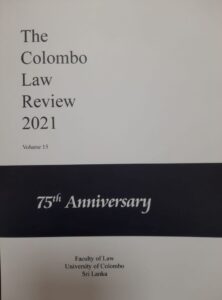 The
Colombo
Law
Review
2021
Volume 15
75th Anniversary
Faculty of Law
University of Colombo
Sri Lanka